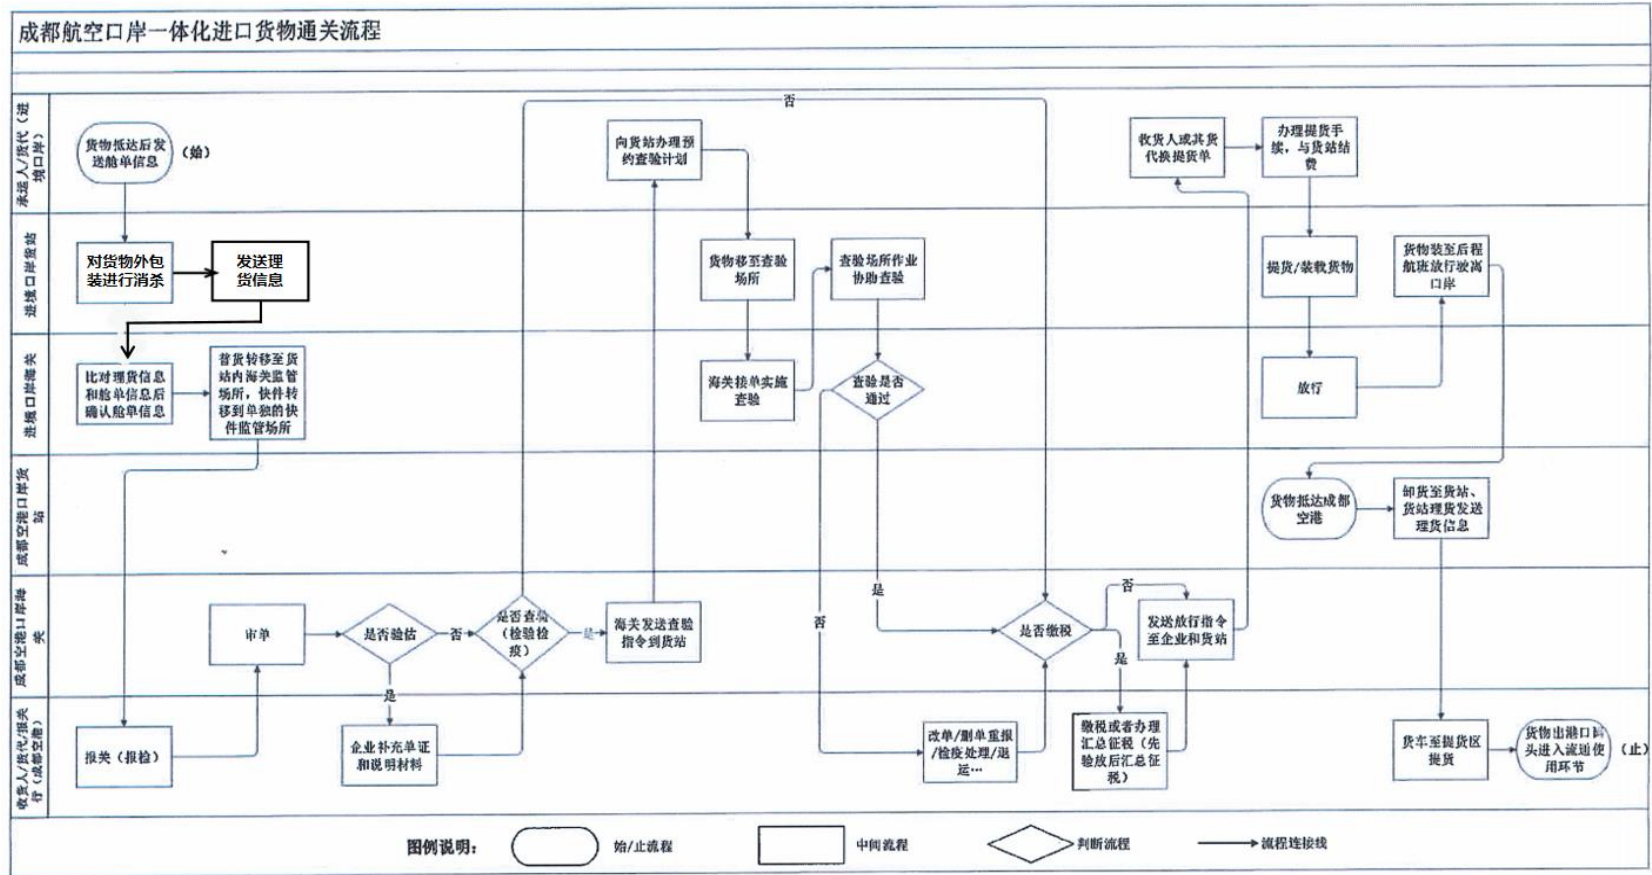 成都航空口岸一体化进口货物通关流程
承运人/货代（进
境口岸）
货物抵达后发
送舱单信息
（始）
向货站办理预
约查验计划
否
收货人或其货
代换提货单
办理提货手
续，与货站结
费
进境口岸货站
对货物外包
装进行消杀
发送理
货信息
货物移至查验
场所
查验场所作业
协助查验
提货/装载货物
货物装至后程
航班放行驶离
口岸
进境口岸海关
比对理货信息
和舱单信息后
确认舱单信息
普货转移至货
站内海关监管
场所，快件转
移到单独的快
件监管场所
海关接单实施
查验
查验是否
通过
放行
成都空港口岸货
站
货物抵达成都
空港
卸货至货站、
货站理货发送
理货信息
成都空港口岸海
关
审单
是否验估
否
是
是否查验
（检验检
疫）
是
海关发送查验
指令到货站
否
是
是否缴税
否
是
发送放行指令
至企业和货站
收货人/货代/报关
行（成都空港）
报关（报检）
企业补充单证
和说明材料
改单/删单重报
/检疫处理/退
运…
缴税或者办理
汇总征税（先
验放后汇总征
税）
货车至提货区
提货
货物出港口码
头进入流通使
用环节
（止）
图例说明：
始/止流程
中间流程
判断流程
流程连接线